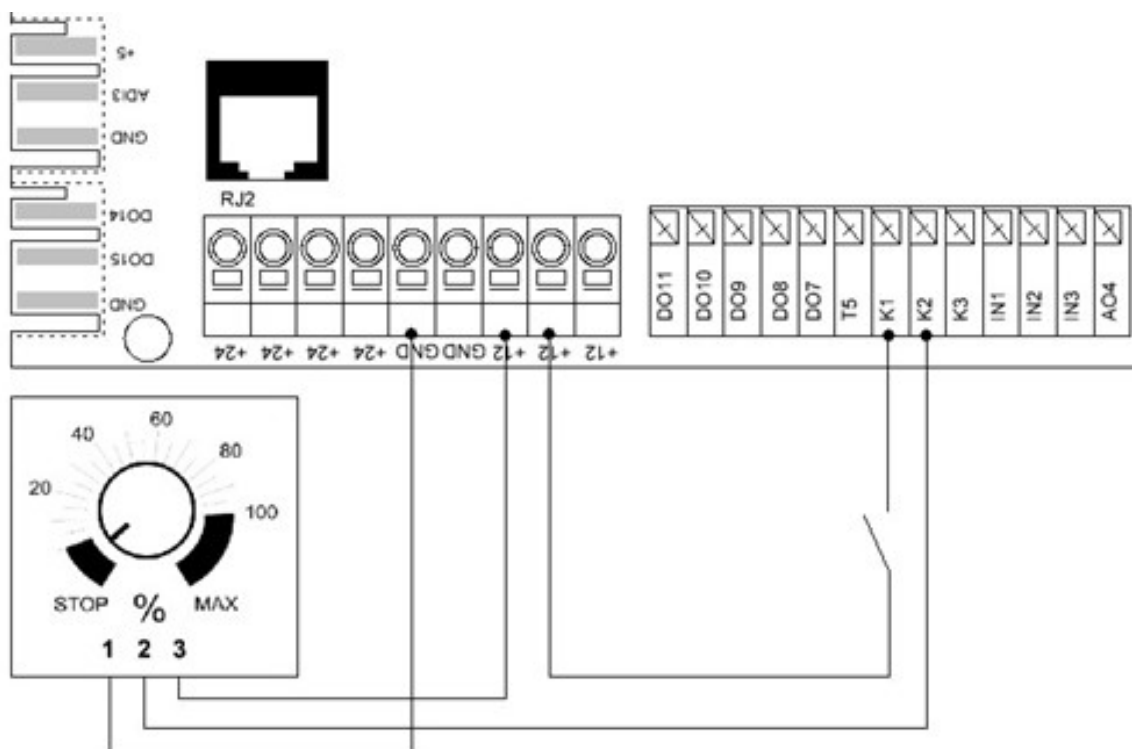 +5
ADI3
GND
RJ2
DO14
DO15
GND
DO11 DO10 DO9 DO8 DO7 T5 K1 K2 K3 IN1 IN2 IN3 AO4
+24 +24 +24 +24 GND GND +12 +12 +12
60
40 80
20 100
STOP % MAX
1 2 3